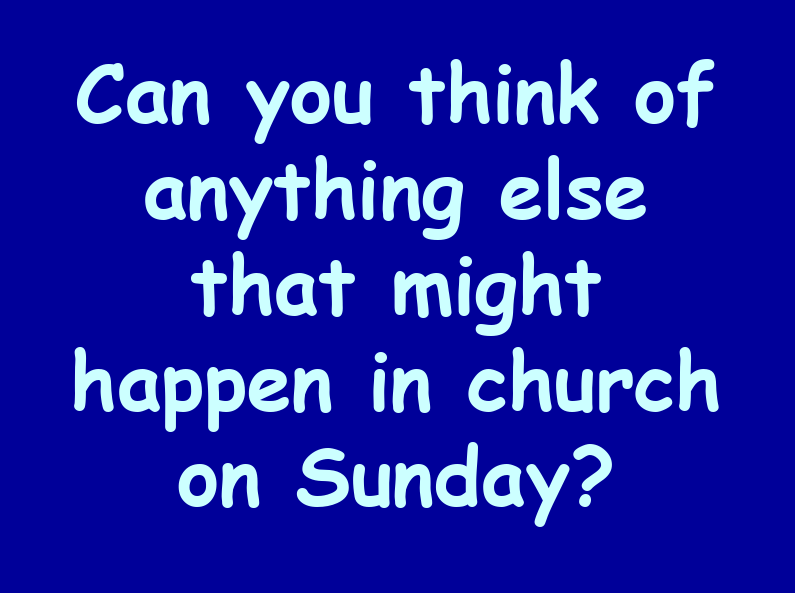 Can you think of
anything else
that might
happen in church
on Sunday?